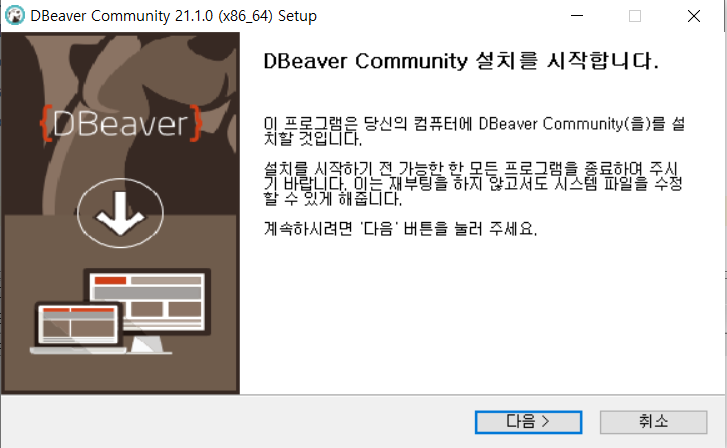 DBeaver Community 21.1.0 (x86_64) Setup
{DBeaver}
DBeaver Community 설치를 시작합니다.
이 프로그램은 당신의 컴퓨터에 DBeaver Community(을)를 설
치할 것입니다.
설치를 시작하기 전 가능한 한 모든 프로그램을 종료하여 주시
기 바랍니다. 이는 재부팅을 하지 않고서도 시스템 파일을 수정
할 수 있게 해줍니다.
계속하시려면 '다음' 버튼을 눌러 주세요.
다음 >
취소